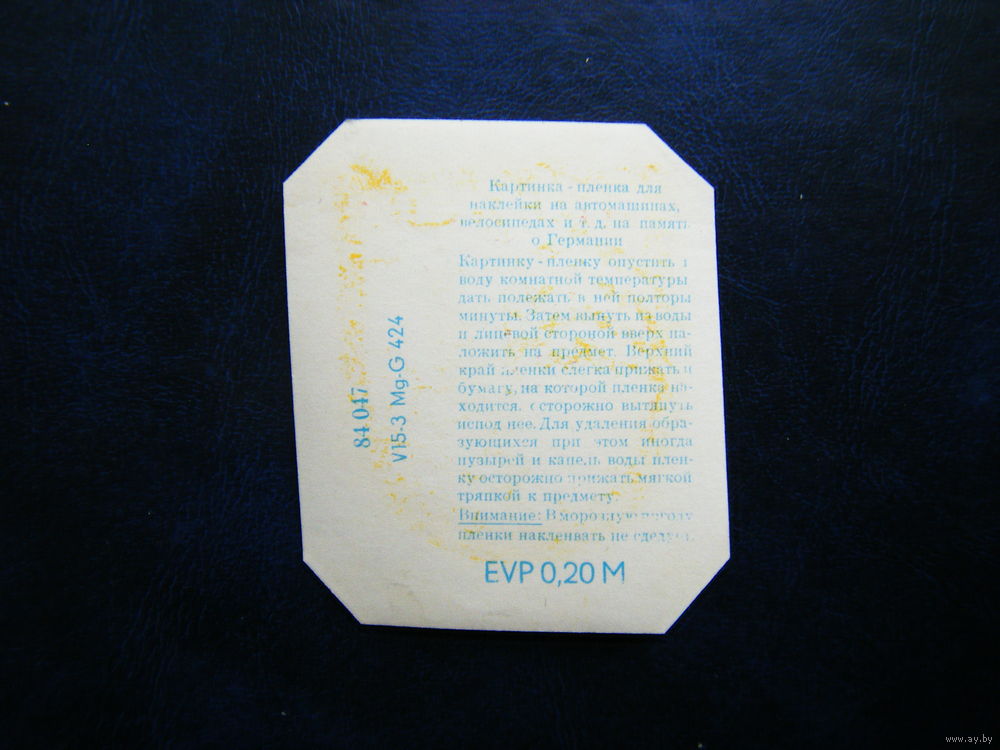 Картинка - пленка для
наклейки на автомашинах,
велосипедах и т. д. на память
о Германии
Картинку - пленку опустить в
воду комнатной температуры
дать полежать в ней полторы
минуты. Затем вынуть из воды
и лицевой стороной вверх на-
ложить на предмет. Верхний
край пленки слегка прижать и
бумагу, на которой пленка на-
ходится, осторожно вытянуть
испод нее. Для удаления обра-
зующихся при этом иногда
пузырей и капель воды плен-
ку осторожно прижать мягкой
тряпкой к предмету.
Внимание: В морозную погоду
пленки наклеивать не следует.
EVP 0,20 M
84 047
V15-3 Mg-G 424
www.ay.by